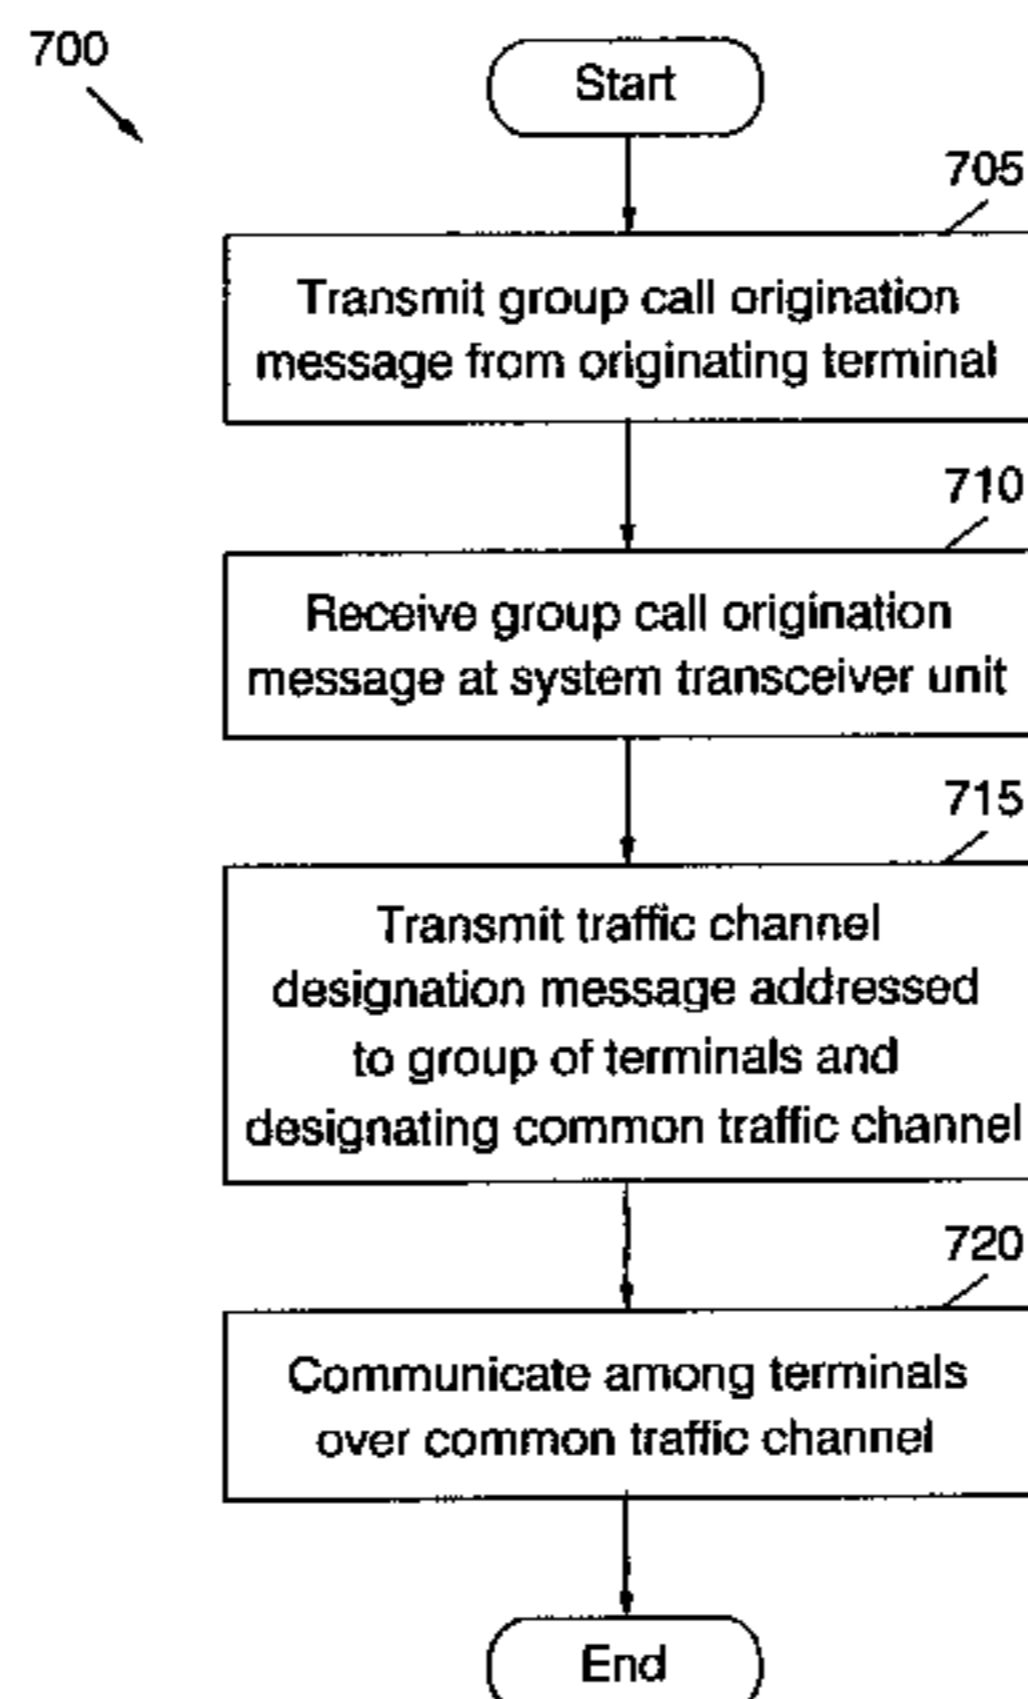 700
Start
705
Transmit group call origination
message from originating terminal
710
Receive group call origination
message at system transceiver unit
715
Transmit traffic channel
designation message addressed
to group of terminals and
designating common traffic channel
720
Communicate among terminals
over common traffic channel
End